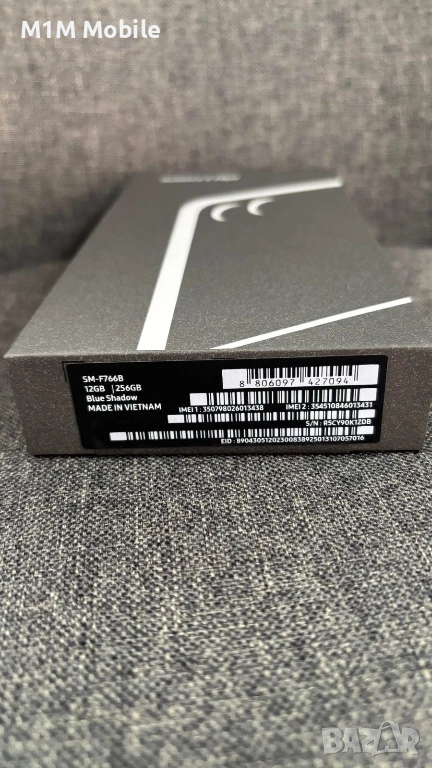 M1M Mobile
SM-F766B
12GB | 256GB
Blue Shadow
MADE IN VIETNAM
8 806097 427094
IMEI 1 : 350798026013438
IMEI 2 : 354510846013431
S/N : R5CY90K1ZDB
EID : 89043051202300838925013107057016
BAZAR